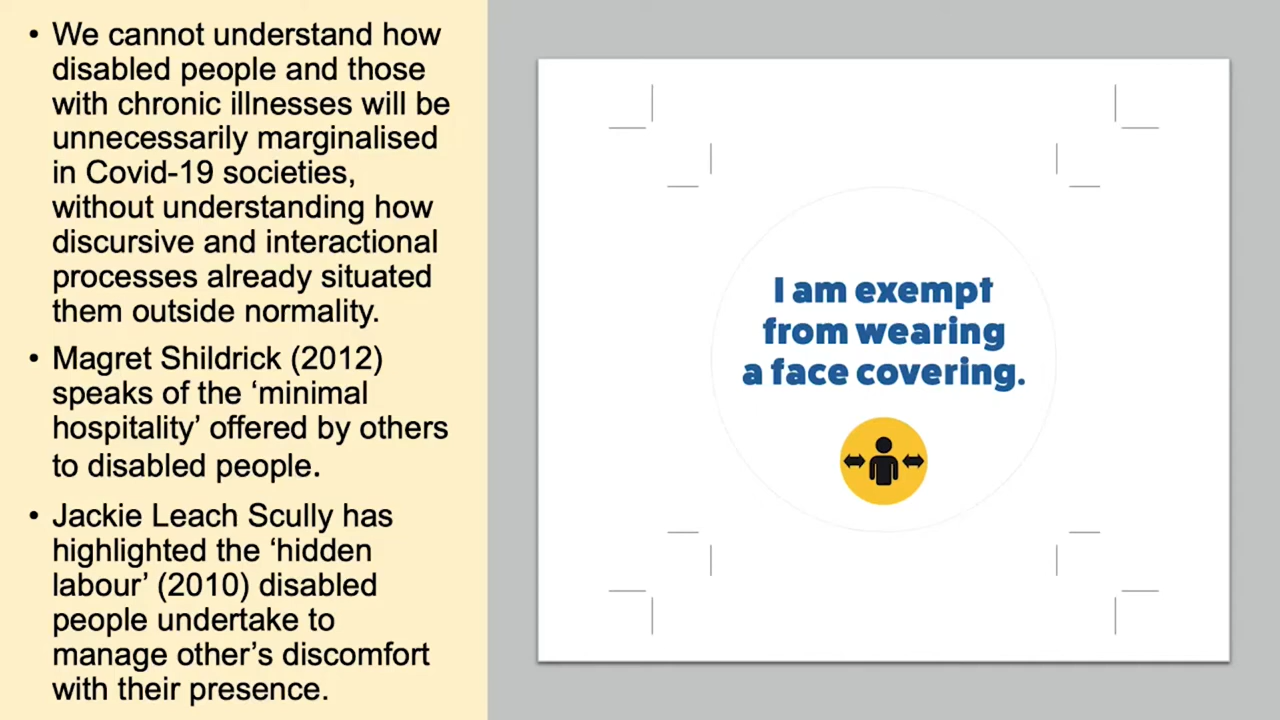 • We cannot understand how
disabled people and those
with chronic illnesses will be
unnecessarily marginalised
in Covid-19 societies,
without understanding how
discursive and interactional
processes already situated
them outside normality.
• Magret Shildrick (2012)
speaks of the ‘minimal
hospitality’ offered by others
to disabled people.
• Jackie Leach Scully has
highlighted the ‘hidden
labour’ (2010) disabled
people undertake to
manage other’s discomfort
with their presence.
I am exempt
from wearing
a face covering.